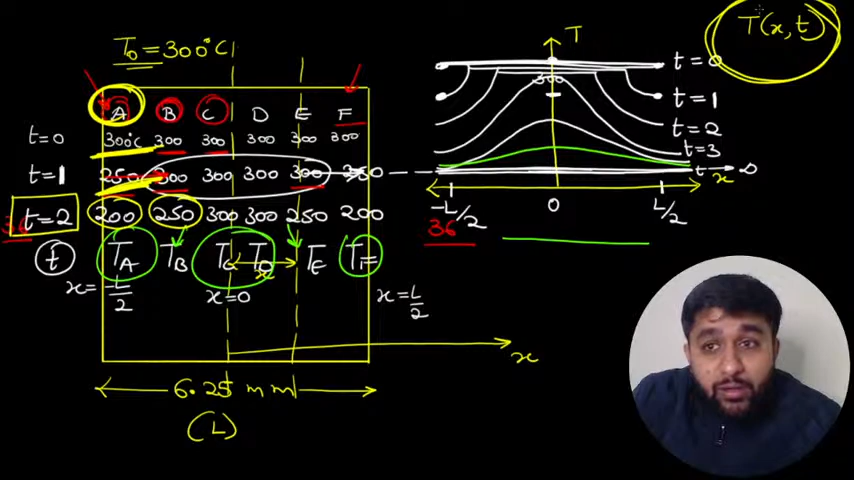 T₀ = 300°C
A B C D E F
t=0 300°C 300 300 300 300 300
t=1 250 300 300 300 300 250
t=2 200 250 300 300 250 200
36
t T_A T_B T_C T_D T_E T_F
x
x = -L/2
x=0
x = L/2
x
6.25 mm
(L)
T(x, t)
T
300
t=0
t=1
t=2
t=3
t→∞
x
-L/2 0 L/2
36